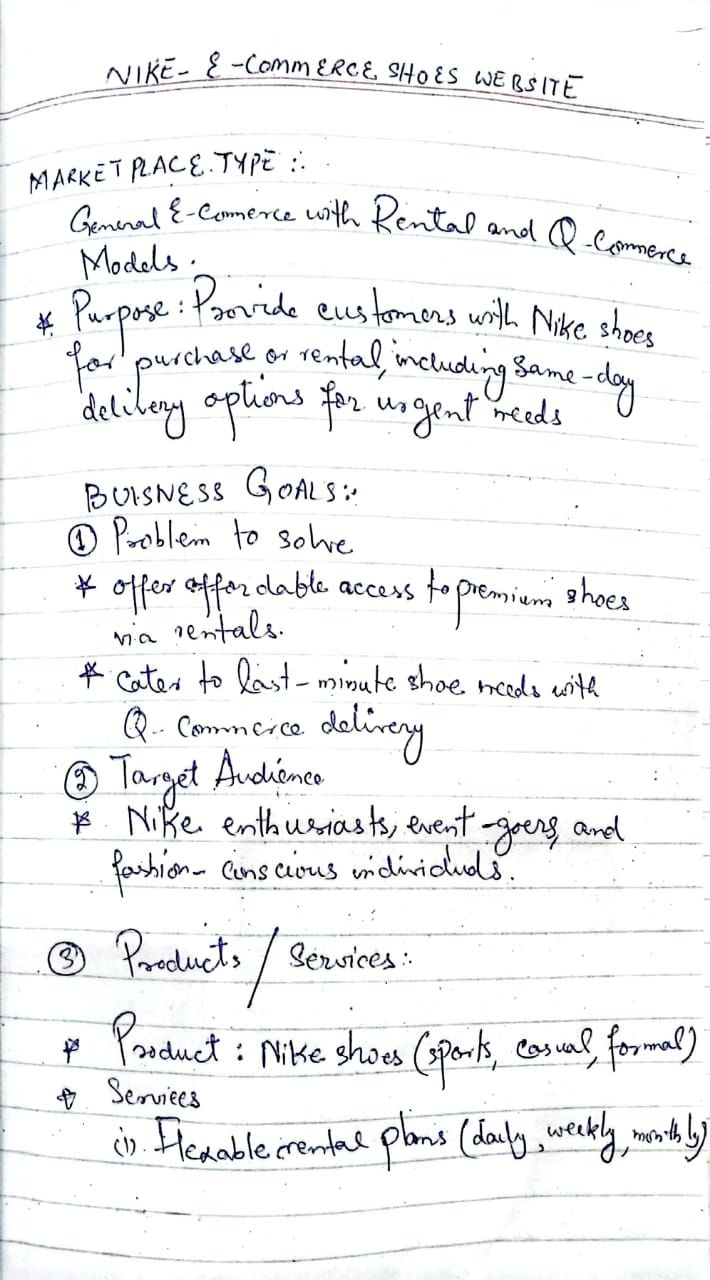 NIKE- E-COMMERCE SHOES WEBSITE
MARKET PLACE.TYPE :.
General E-Comerce with Rental and Q-Commerce
Models.
* Purpose : Provide customers with Nike shoes
for purchase or rental, including Same-day
delivery options for urgent needs
BUISNESS GOALS:.
① Problem to solve
* offer affordable access to premium shoes
via rentals.
* Cater to last-minute shoe needs with
Q-Commerce delivery
② Target Audience
* Nike enthusiasts, event-goers, and
fashion-conscious individuls.
③ Products / Services:.
* Product : Nike shoes (sports, casual, formal)
* Services
(i). Flexable rental plans (daily, weekly, monthly)